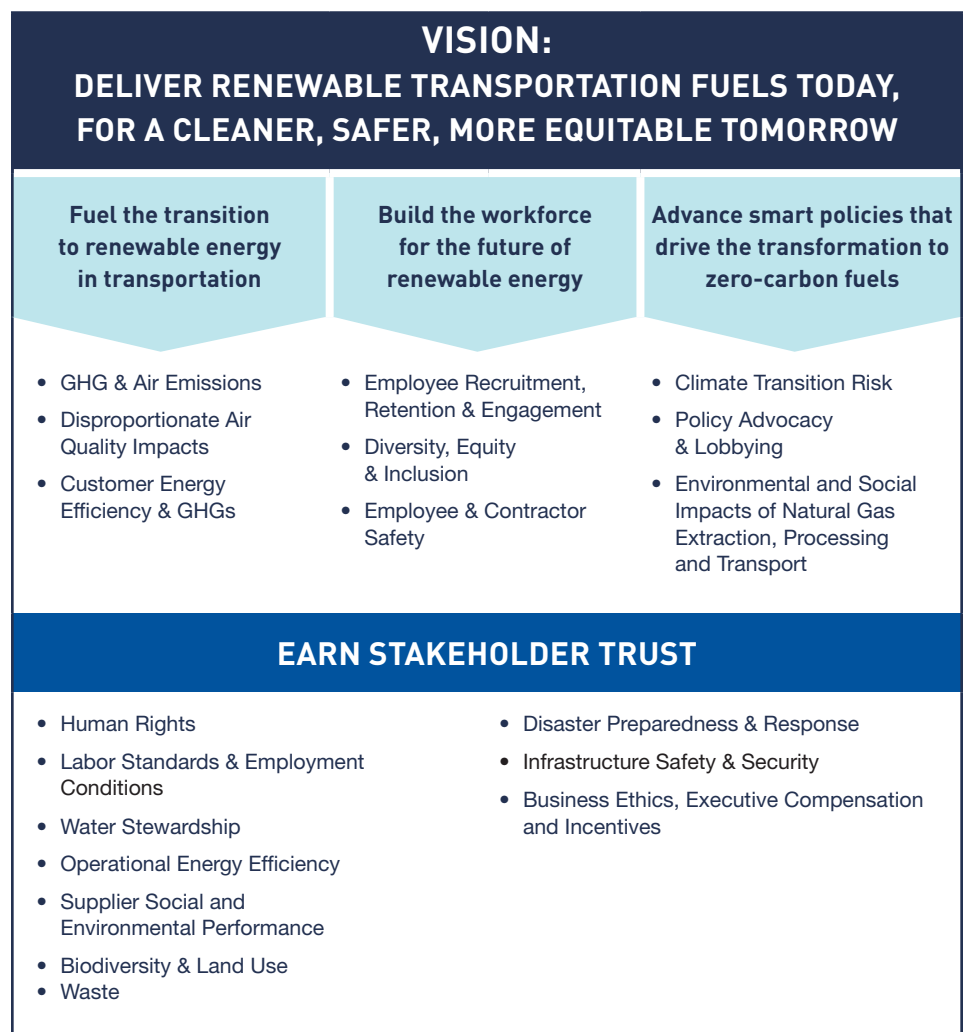 VISION:
DELIVER RENEWABLE TRANSPORTATION FUELS TODAY,
FOR A CLEANER, SAFER, MORE EQUITABLE TOMORROW
Fuel the transition
to renewable energy
in transportation
• GHG & Air Emissions
• Disproportionate Air
Quality Impacts
• Customer Energy
Efficiency & GHGs
Build the workforce
for the future of
renewable energy
• Employee Recruitment,
Retention & Engagement
• Diversity, Equity
& Inclusion
• Employee & Contractor
Safety
Advance smart policies that
drive the transformation to
zero-carbon fuels
• Climate Transition Risk
• Policy Advocacy
& Lobbying
• Environmental and Social
Impacts of Natural Gas
Extraction, Processing
and Transport
EARN STAKEHOLDER TRUST
• Human Rights
• Labor Standards & Employment
Conditions
• Water Stewardship
• Operational Energy Efficiency
• Supplier Social and
Environmental Performance
• Biodiversity & Land Use
• Waste
• Disaster Preparedness & Response
• Infrastructure Safety & Security
• Business Ethics, Executive Compensation
and Incentives